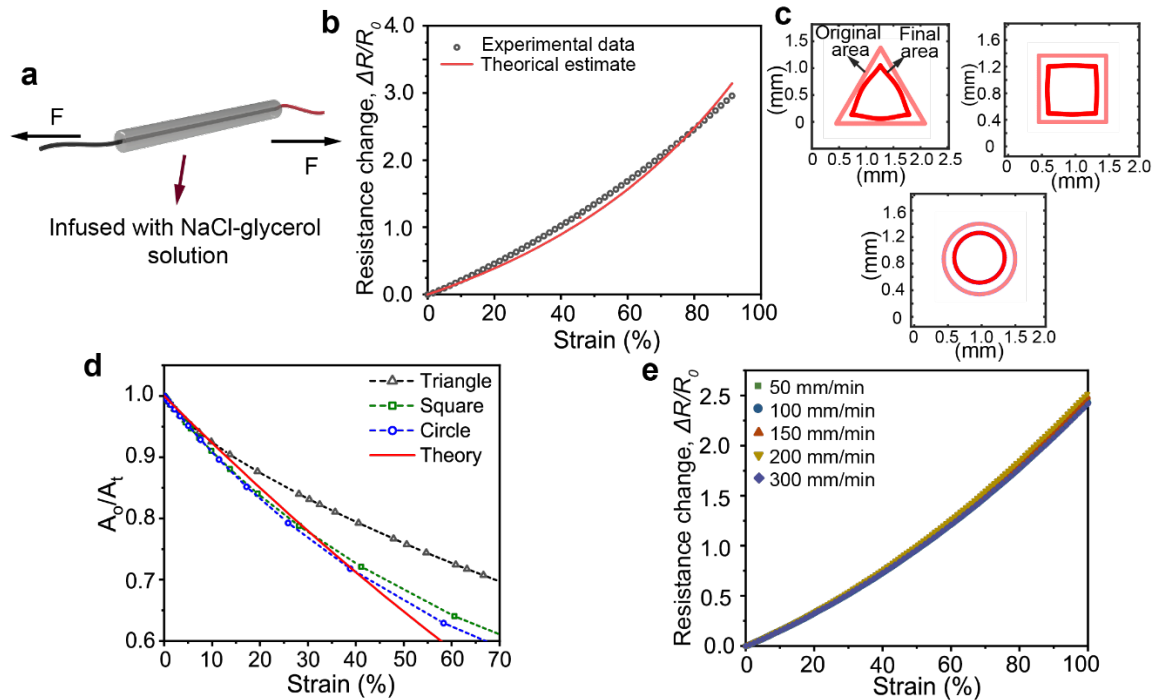 a
F
F
Infused with NaCl-glycerol
solution
b
Resistance change, ΔR/R0
4.0
3.0
2.0
1.0
0.0
Experimental data
Theorical estimate
0 20 40 60 80 100
Strain (%)
c
(mm)
1.5
1.0
0.5
0
Original
area
Final
area
0 0.5 1.0 1.5 2.0 2.5
(mm)
(mm)
1.6
1.2
0.8
0.4
0
0 0.5 1.0 1.5 2.0
(mm)
(mm)
1.6
1.2
0.8
0.4
0
0 0.5 1.0 1.5 2.0
(mm)
d
Ao/At
1.0
0.9
0.8
0.7
0.6
Triangle
Square
Circle
Theory
0 10 20 30 40 50 60 70
Strain (%)
e
Resistance change, ΔR/R0
2.5
2.0
1.5
1.0
0.5
0.0
50 mm/min
100 mm/min
150 mm/min
200 mm/min
300 mm/min
0 20 40 60 80 100
Strain (%)